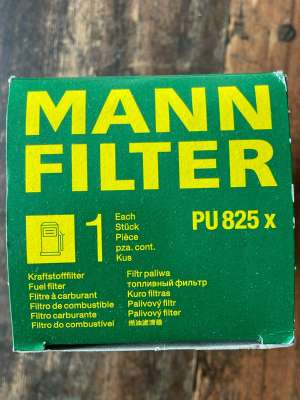 MANN
FILTER
1
Each
Stück
Pièce
pza. cont.
Kus
PU 825 x
Kraftstofffilter
Fuel filter
Filtre à carburant
Filtro de combustible
Filtro carburante
Filtro do combustível
Filtr paliwa
топливный фильтр
Kuro filtras
Palivový filtr
Palivový filter
燃油滤清器